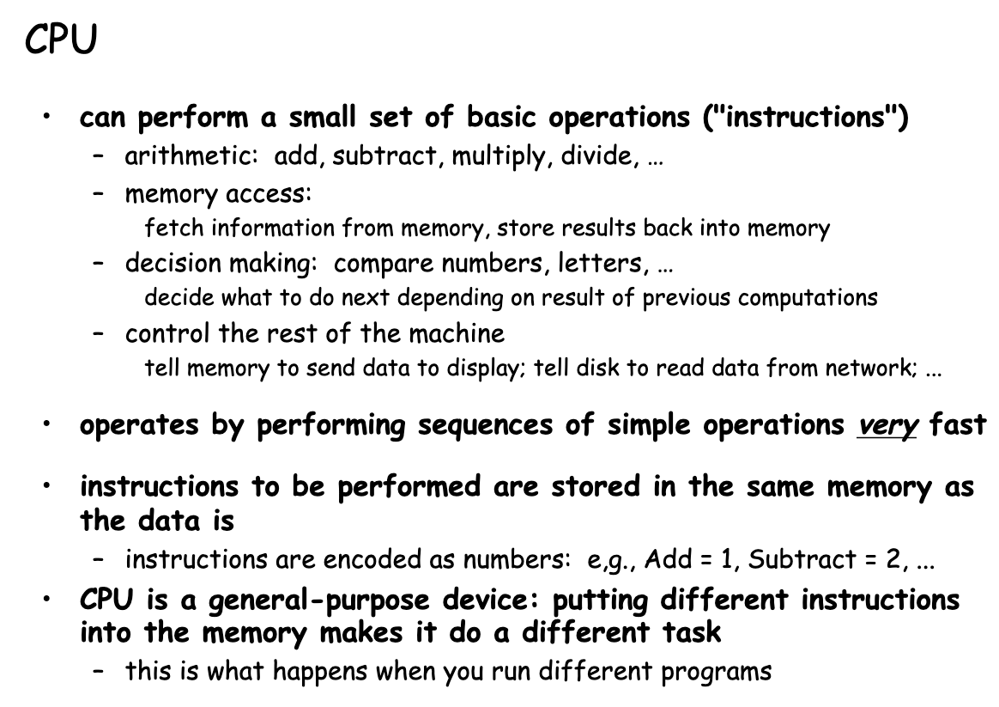 CPU
• can perform a small set of basic operations ("instructions")
– arithmetic: add, subtract, multiply, divide, …
– memory access:
fetch information from memory, store results back into memory
– decision making: compare numbers, letters, …
decide what to do next depending on result of previous computations
– control the rest of the machine
tell memory to send data to display; tell disk to read data from network; ...
• operates by performing sequences of simple operations very fast
• instructions to be performed are stored in the same memory as
the data is
– instructions are encoded as numbers: e,g., Add = 1, Subtract = 2, ...
• CPU is a general-purpose device: putting different instructions
into the memory makes it do a different task
– this is what happens when you run different programs